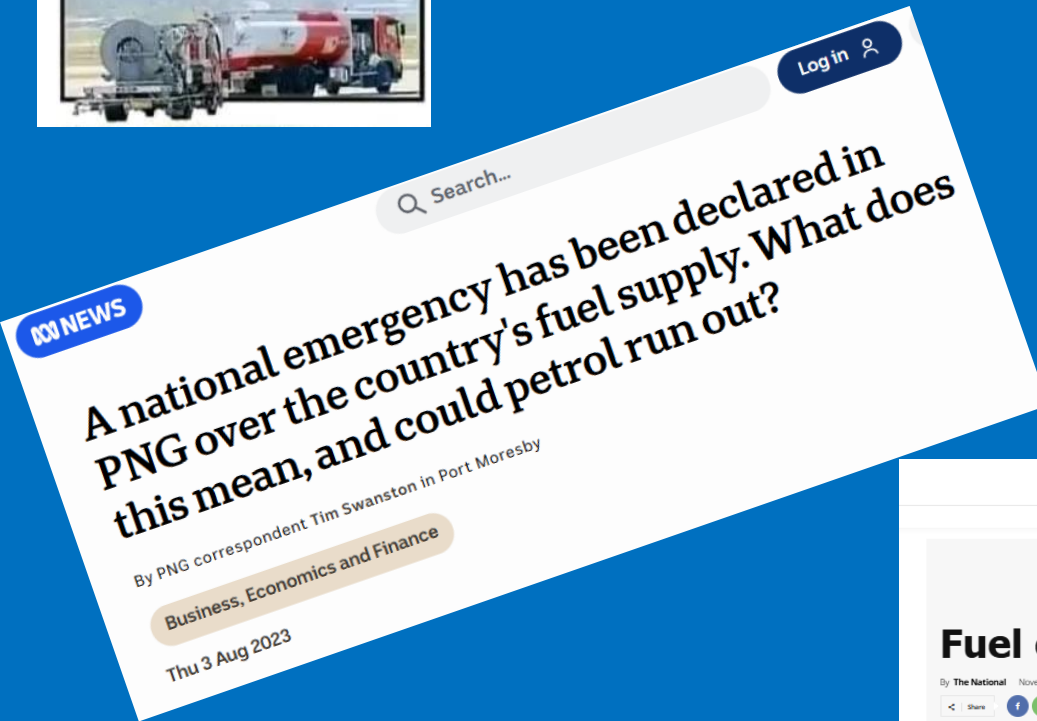 Log in
Search...
NEWS
A national emergency has been declared in
PNG over the country's fuel supply. What does
this mean, and could petrol run out?
By PNG correspondent Tim Swanston in Port Moresby
Business, Economics and Finance
Thu 3 Aug 2023
Fuel
By The National Nove
Share
f